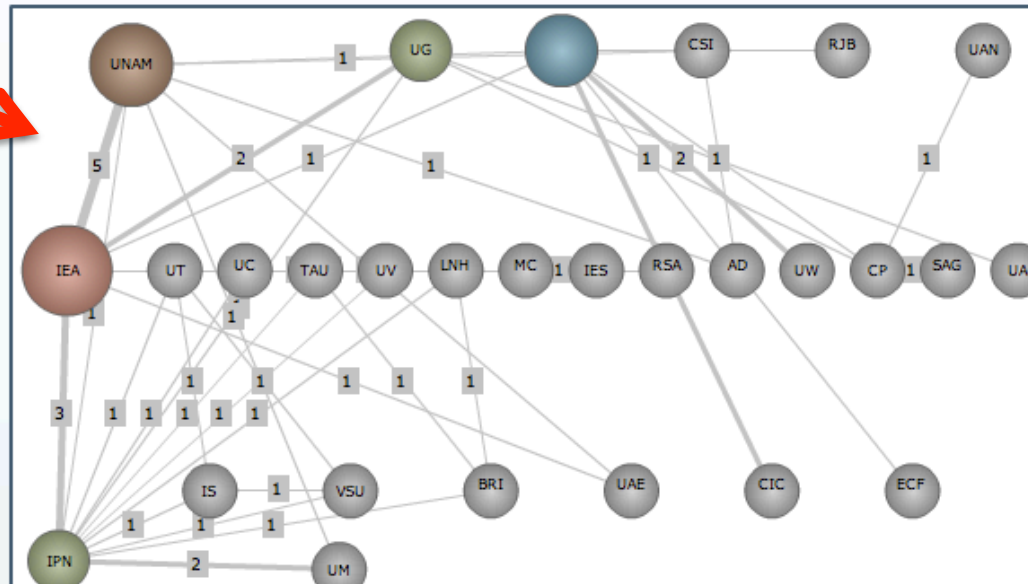 UNAM
1
UG
CSI
RJB
UAN
5
2
1
1
1
2
1
1
IEA
UT
UC
TAU
UV
LNH
MC
1
IES
RSA
AD
UW
CP
1
SAG
1
1
1
1
1
1
1
3
1
1
1
1
1
IS
1
VSU
BRI
UAE
CIC
ECF
1
1
1
IPN
2
UM